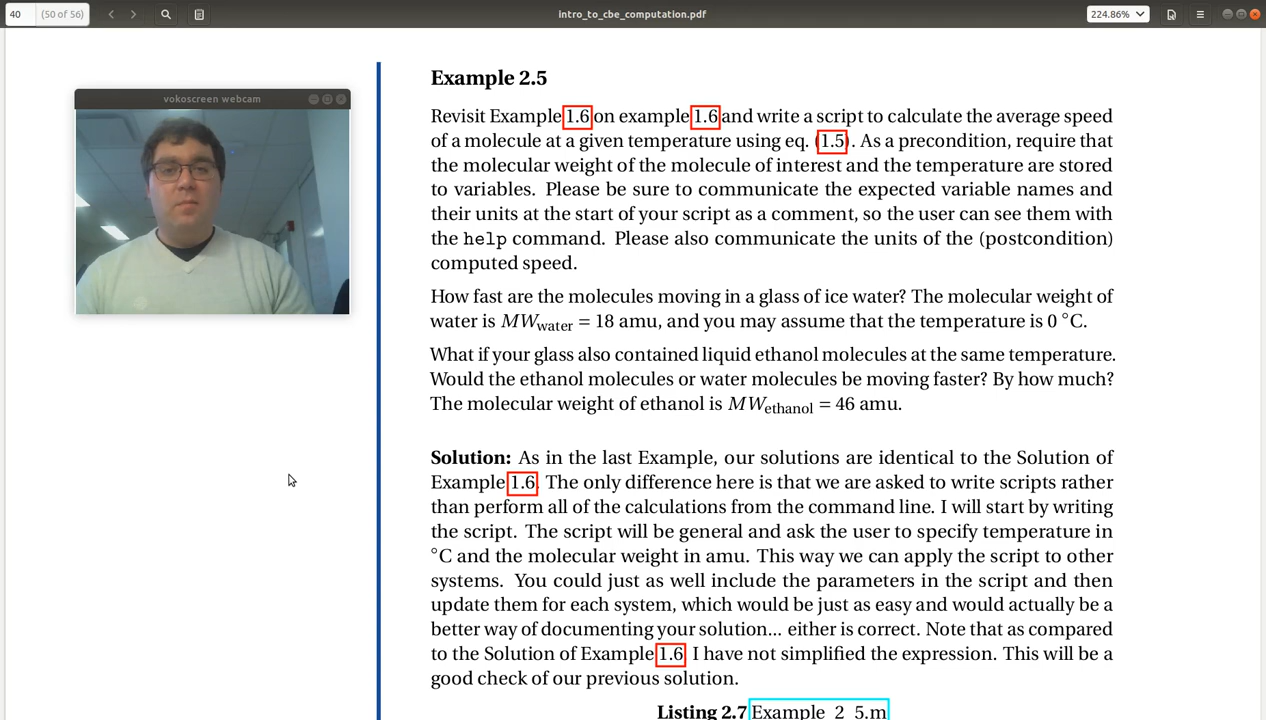 40 (50 of 56) intro_to_cbe_computation.pdf 224.86%
vokoscreen webcam
Example 2.5
Revisit Example 1.6 on example 1.6 and write a script to calculate the average speed
of a molecule at a given temperature using eq. (1.5). As a precondition, require that
the molecular weight of the molecule of interest and the temperature are stored
to variables. Please be sure to communicate the expected variable names and
their units at the start of your script as a comment, so the user can see them with
the help command. Please also communicate the units of the (postcondition)
computed speed.
How fast are the molecules moving in a glass of ice water? The molecular weight of
water is MWwater = 18 amu, and you may assume that the temperature is 0 °C.
What if your glass also contained liquid ethanol molecules at the same temperature.
Would the ethanol molecules or water molecules be moving faster? By how much?
The molecular weight of ethanol is MWethanol = 46 amu.
Solution: As in the last Example, our solutions are identical to the Solution of
Example 1.6. The only difference here is that we are asked to write scripts rather
than perform all of the calculations from the command line. I will start by writing
the script. The script will be general and ask the user to specify temperature in
°C and the molecular weight in amu. This way we can apply the script to other
systems. You could just as well include the parameters in the script and then
update them for each system, which would be just as easy and would actually be a
better way of documenting your solution... either is correct. Note that as compared
to the Solution of Example 1.6 I have not simplified the expression. This will be a
good check of our previous solution.
Listing 2.7 Example_2_5.m